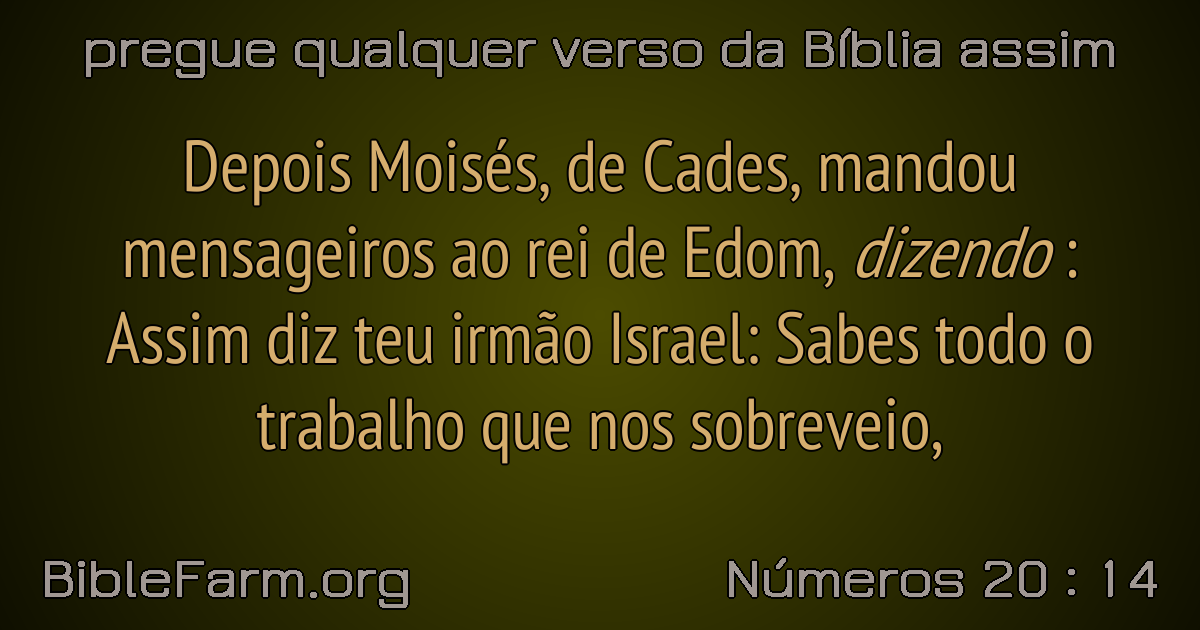 pregue qualquer verso da Bíblia assim
Depois Moisés, de Cades, mandou
mensageiros ao rei de Edom, dizendo :
Assim diz teu irmão Israel: Sabes todo o
trabalho que nos sobreveio,
BibleFarm.org
Números 20 : 14